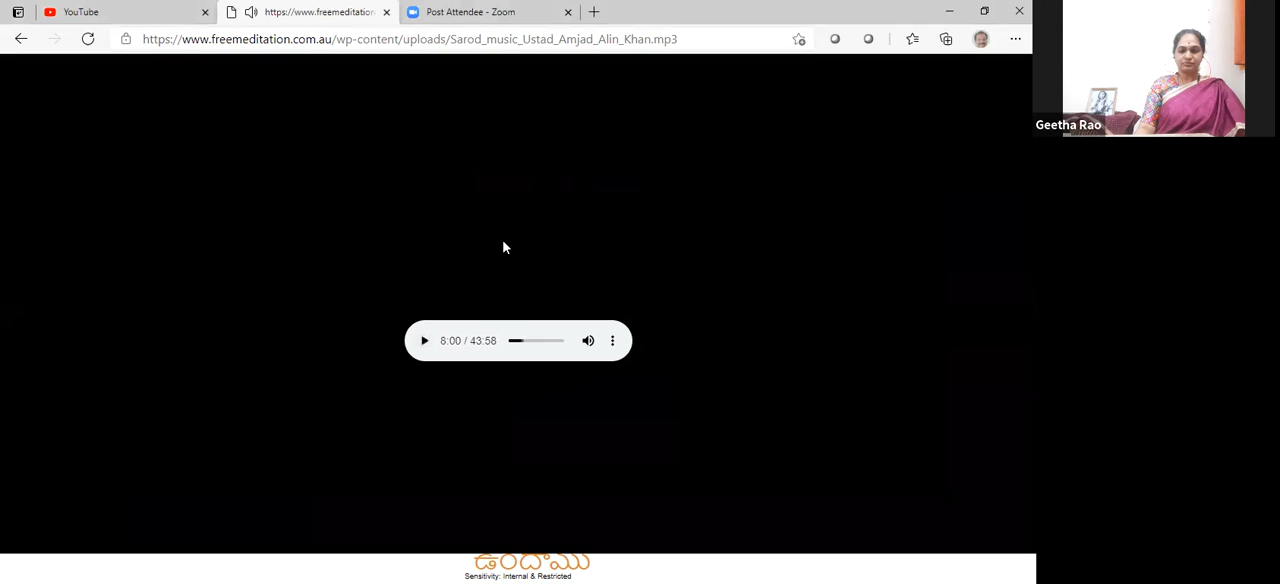 YouTube
https://www.freemeditation
Post Attendee - Zoom
https://www.freemeditation.com.au/wp-content/uploads/Sarod_music_Ustad_Amjad_Alin_Khan.mp3
Geetha Rao
8:00 / 43:58
ఉందాము
Sensitivity: Internal & Restricted